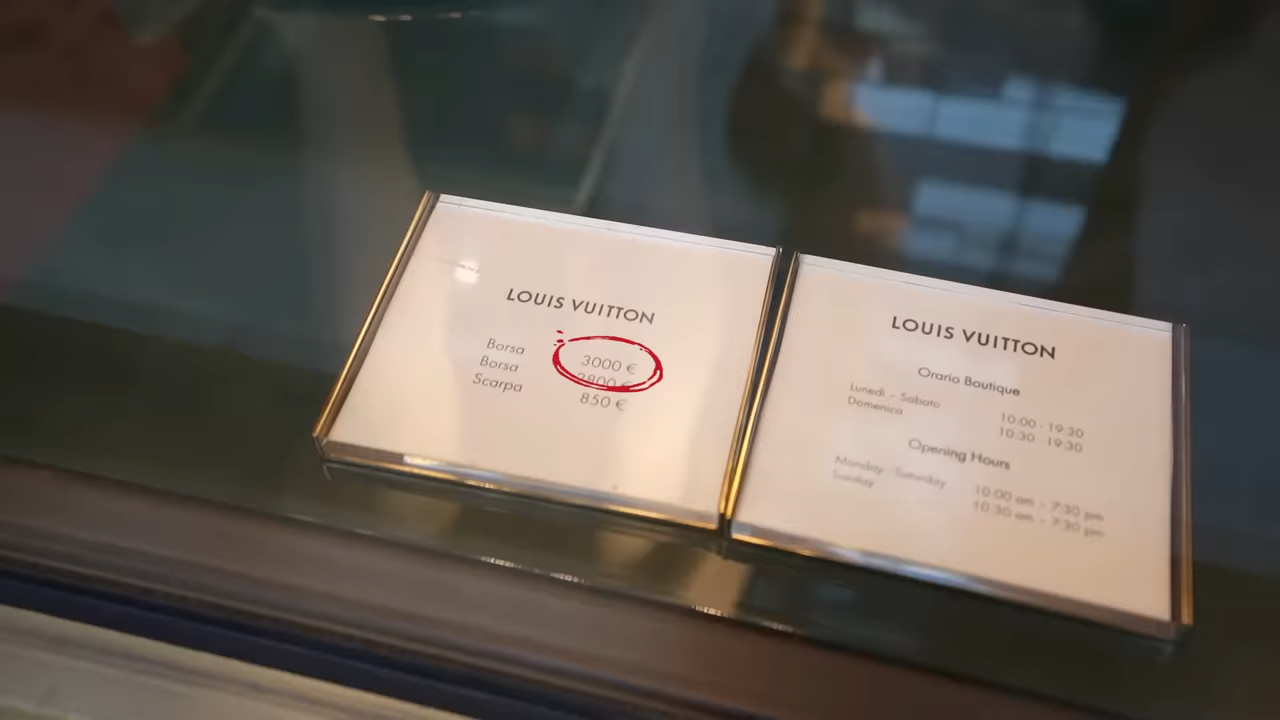 LOUIS VUITTON
Borsa 3000 €
Borsa 2800 €
Scarpa 850 €
LOUIS VUITTON
Orario Boutique
Lunedì - Sabato 10:00 - 19:30
Domenica 10:30 - 19:30
Opening Hours
Monday - Saturday 10:00 am - 7:30 pm
Sunday 10:30 am - 7:30 pm